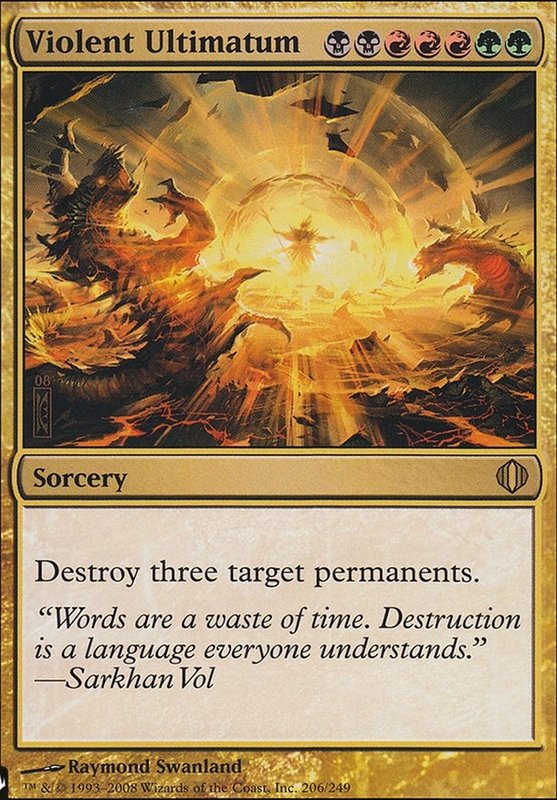 Violent Ultimatum
08
Sorcery
Destroy three target permanents.
“Words are a waste of time. Destruction
is a language everyone understands.”
—Sarkhan Vol
Raymond Swanland
™ & © 1993–2008 Wizards of the Coast, Inc. 206/249